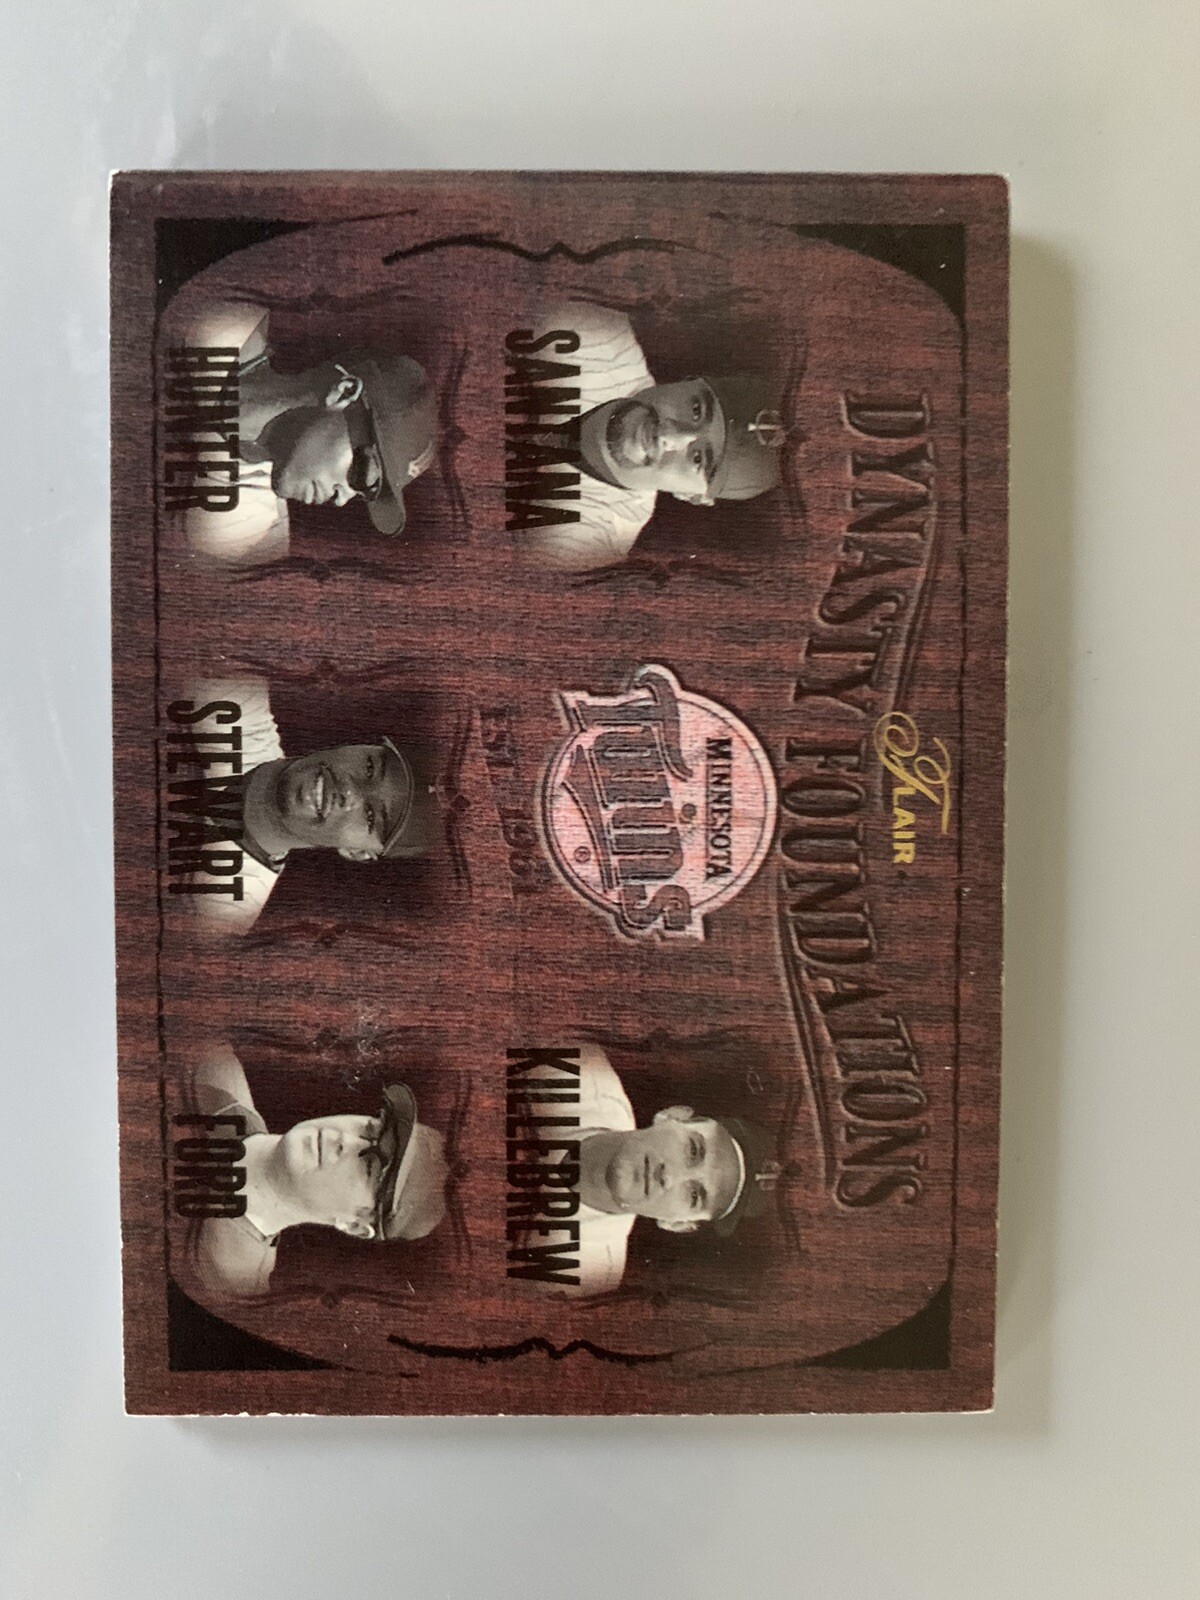 FLAIR
DYNASTY FOUNDATIONS
MINNESOTA
Twins
®
EST. 1961
SANTANA
KILLEBREW
HUNTER
STEWART
FORD